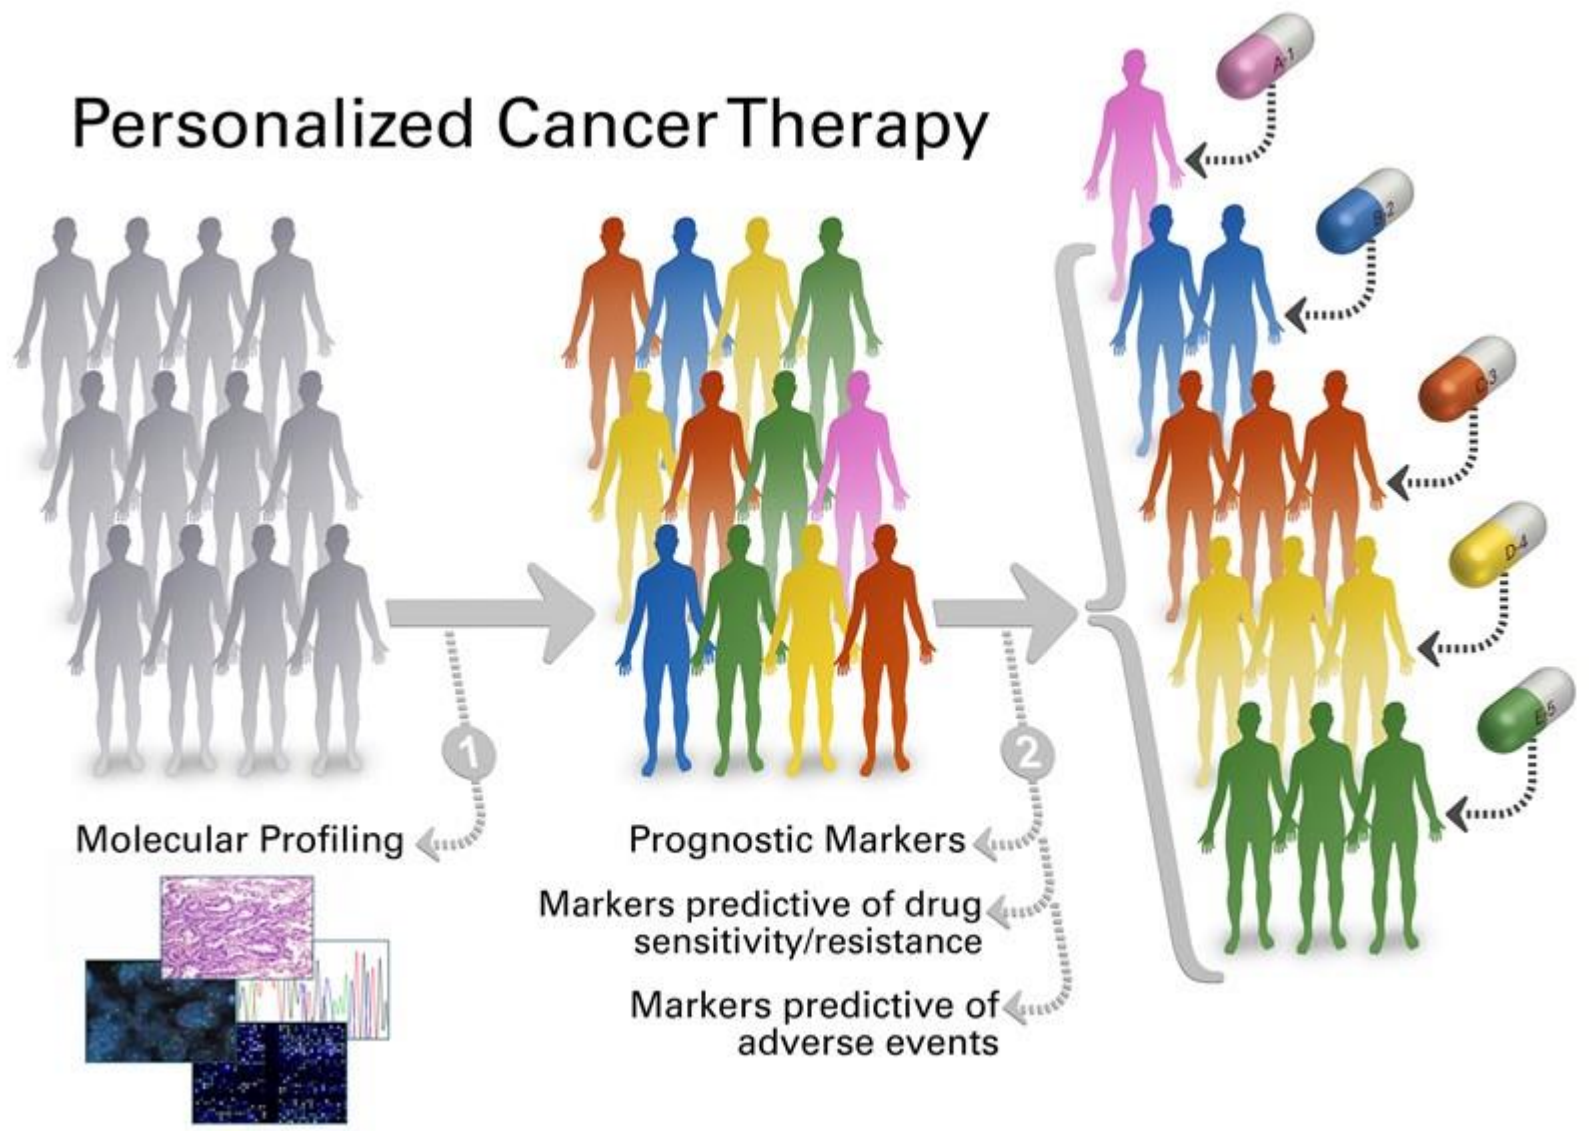 Personalized Cancer Therapy
A-1
B-2
C-3
D-4
E-5
1
2
Molecular Profiling
Prognostic Markers
Markers predictive of drug
sensitivity/resistance
Markers predictive of
adverse events